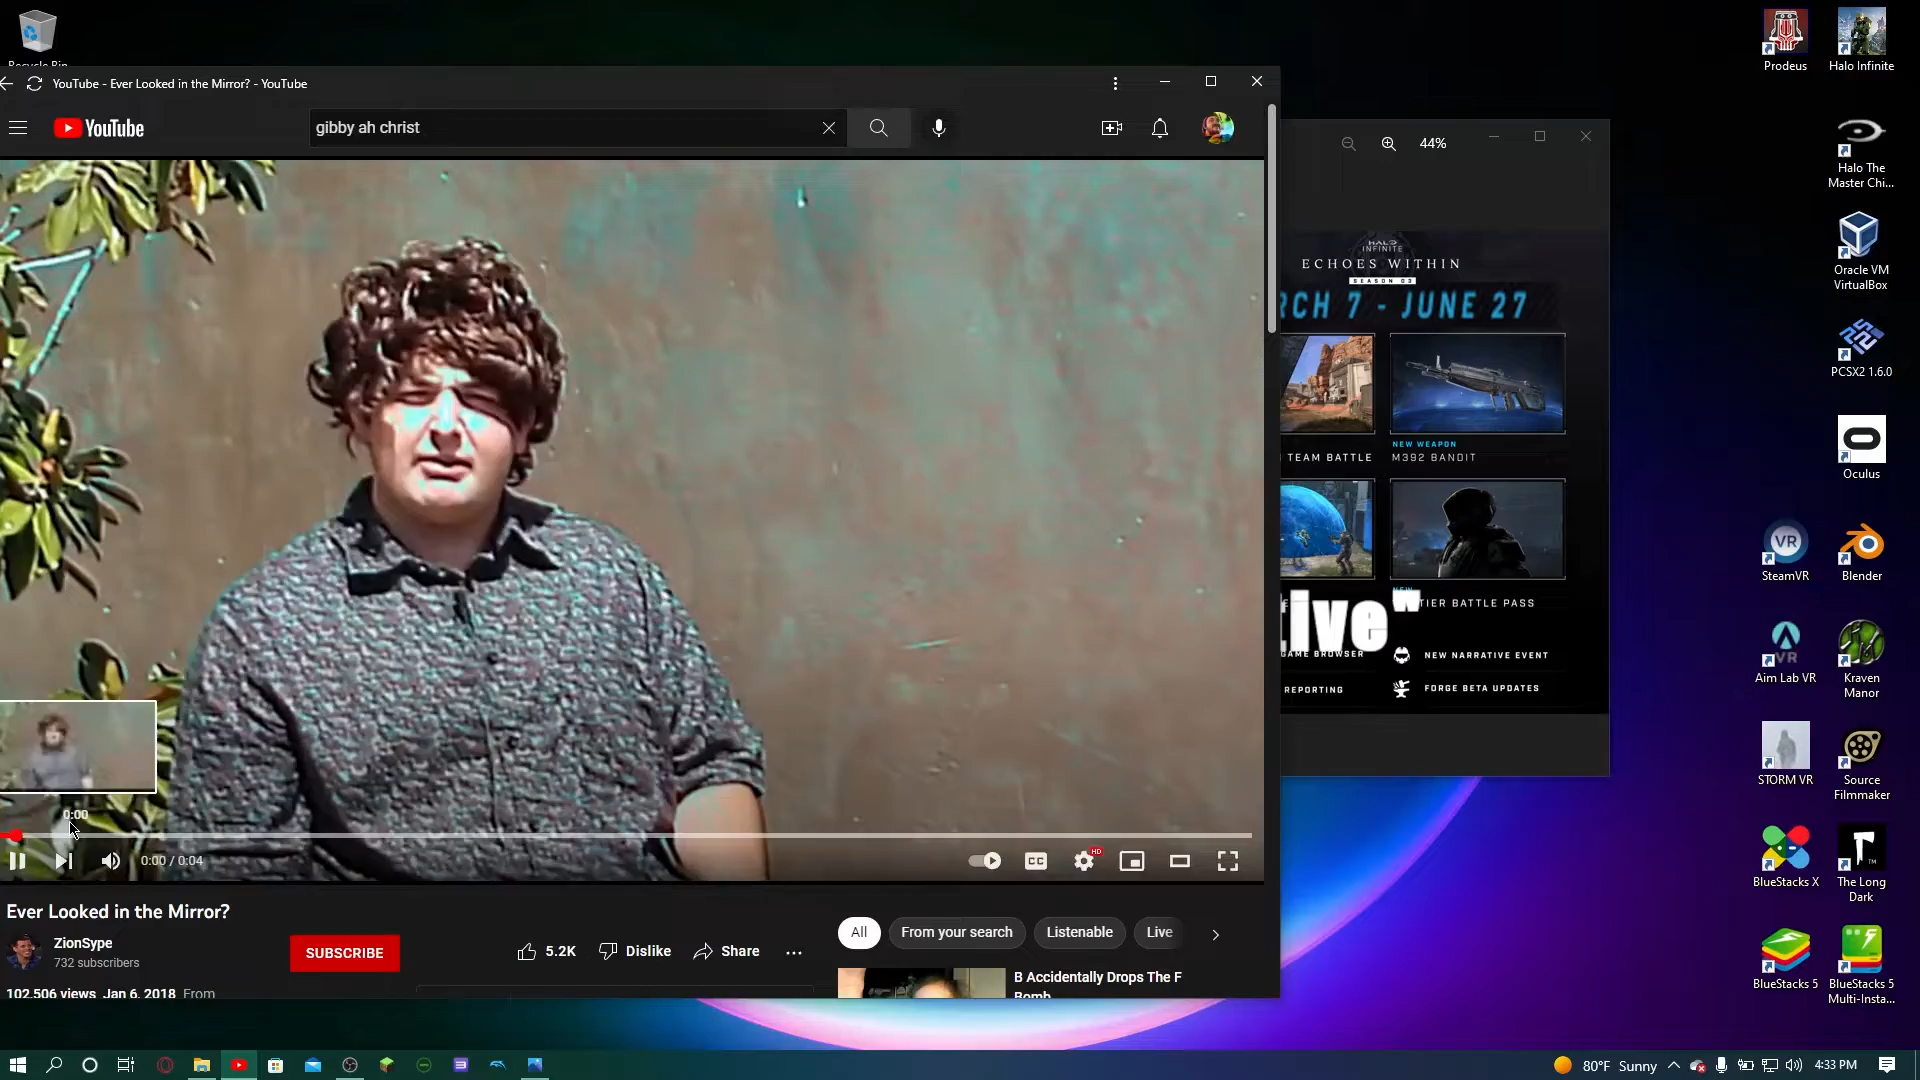 Recycle Bin
YouTube - Ever Looked in the Mirror? - YouTube
YouTube
gibby ah christ
0:00
0:00 / 0:04
CC
HD
Ever Looked in the Mirror?
ZionSype
732 subscribers
SUBSCRIBE
5.2K
Dislike
Share
102,506 views Jan 6, 2018 From
All
From your search
Listenable
Live
B Accidentally Drops The F
Bomb
44%
HALO
INFINITE
ECHOES WITHIN
SEASON 03
RCH 7 - JUNE 27
TEAM BATTLE
NEW WEAPON
M392 BANDIT
NEW
TIER BATTLE PASS
tive"
GAME BROWSER
NEW NARRATIVE EVENT
REPORTING
FORGE BETA UPDATES
Prodeus
Halo Infinite
Halo The
Master Chi...
Oracle VM
VirtualBox
PCSX2 1.6.0
Oculus
VR
SteamVR
Blender
VR
Aim Lab VR
Kraven
Manor
STORM VR
Source
Filmmaker
BlueStacks X
The Long
Dark
BlueStacks 5
BlueStacks 5
Multi-Insta...
80°F Sunny
4:33 PM